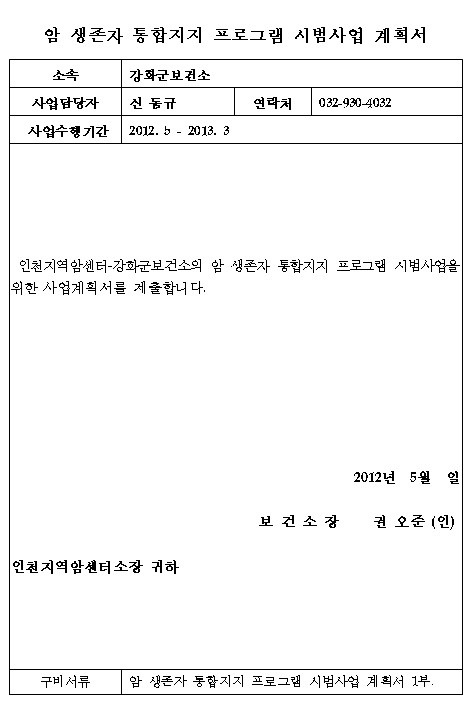 암 생존자 통합지지 프로그램 시범사업 계획서
소속 강화군보건소
사업담당자 신 동규 연락처 032-930-4032
사업수행기간 2012. 5 - 2013. 3
인천지역암센터-강화군보건소의 암 생존자 통합지지 프로그램 시범사업을
위한 사업계획서를 제출합니다.
2012년 5월 일
보 건 소 장 권 오준 (인)
인천지역암센터소장 귀하
구비서류 암 생존자 통합지지 프로그램 시범사업 계획서 1부.